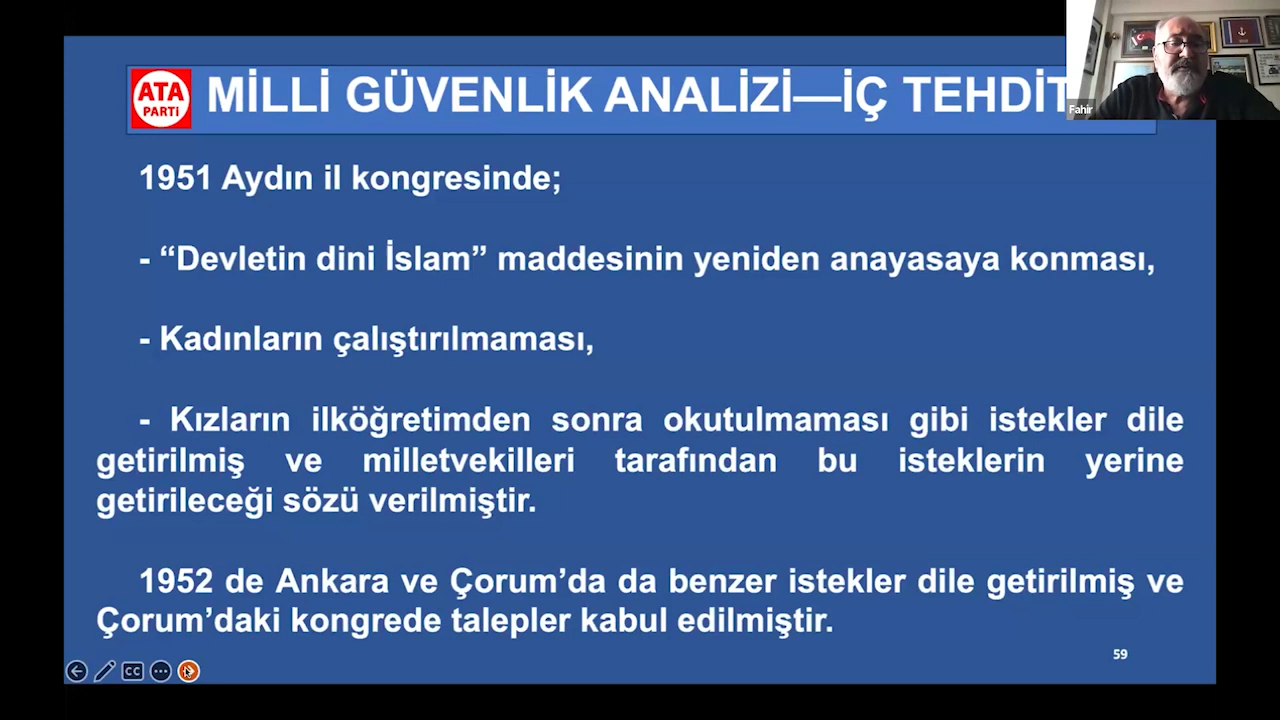 ATA
PARTİ
MİLLİ GÜVENLİK ANALİZİ—İÇ TEHDİT
Fahir
1951 Aydın il kongresinde;
- “Devletin dini İslam” maddesinin yeniden anayasaya konması,
- Kadınların çalıştırılmaması,
- Kızların ilköğretimden sonra okutulmaması gibi istekler dile
getirilmiş ve milletvekilleri tarafından bu isteklerin yerine
getirileceği sözü verilmiştir.
1952 de Ankara ve Çorum’da da benzer istekler dile getirilmiş ve
Çorum’daki kongrede talepler kabul edilmiştir.
59
CC